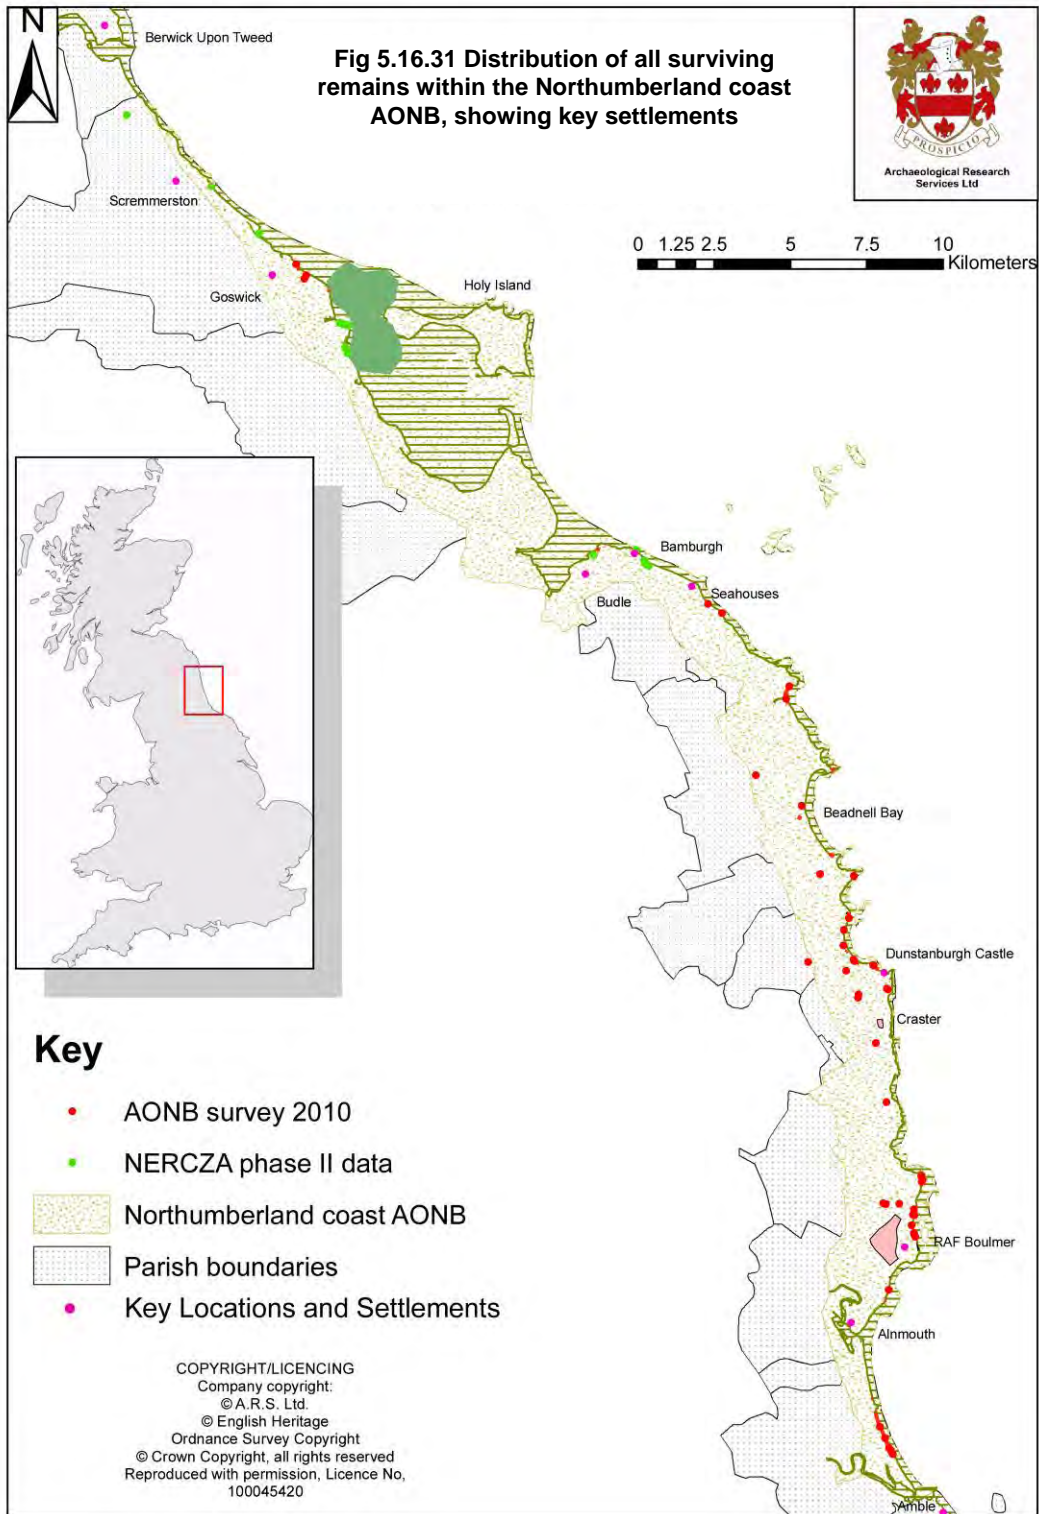 N
Berwick Upon Tweed
Fig 5.16.31 Distribution of all surviving
remains within the Northumberland coast
AONB, showing key settlements
PROSPICIO
Archaeological Research
Services Ltd
Scremmerston
0 1.25 2.5 5 7.5 10
Kilometers
Goswick
Holy Island
Bamburgh
Seahouses
Budle
Beadnell Bay
Dunstanburgh Castle
Craster
RAF Boulmer
Alnmouth
Amble
Key
AONB survey 2010
NERCZA phase II data
Northumberland coast AONB
Parish boundaries
Key Locations and Settlements
COPYRIGHT/LICENCING
Company copyright:
© A.R.S. Ltd.
© English Heritage
Ordnance Survey Copyright
© Crown Copyright, all rights reserved
Reproduced with permission, Licence No,
100045420